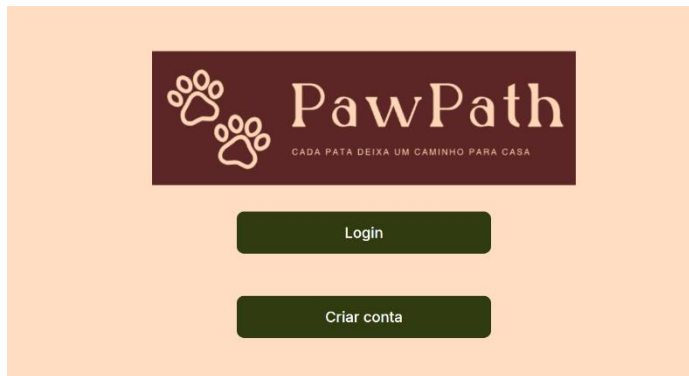 PawPath
CADA PATA DEIXA UM CAMINHO PARA CASA
Login
Criar conta